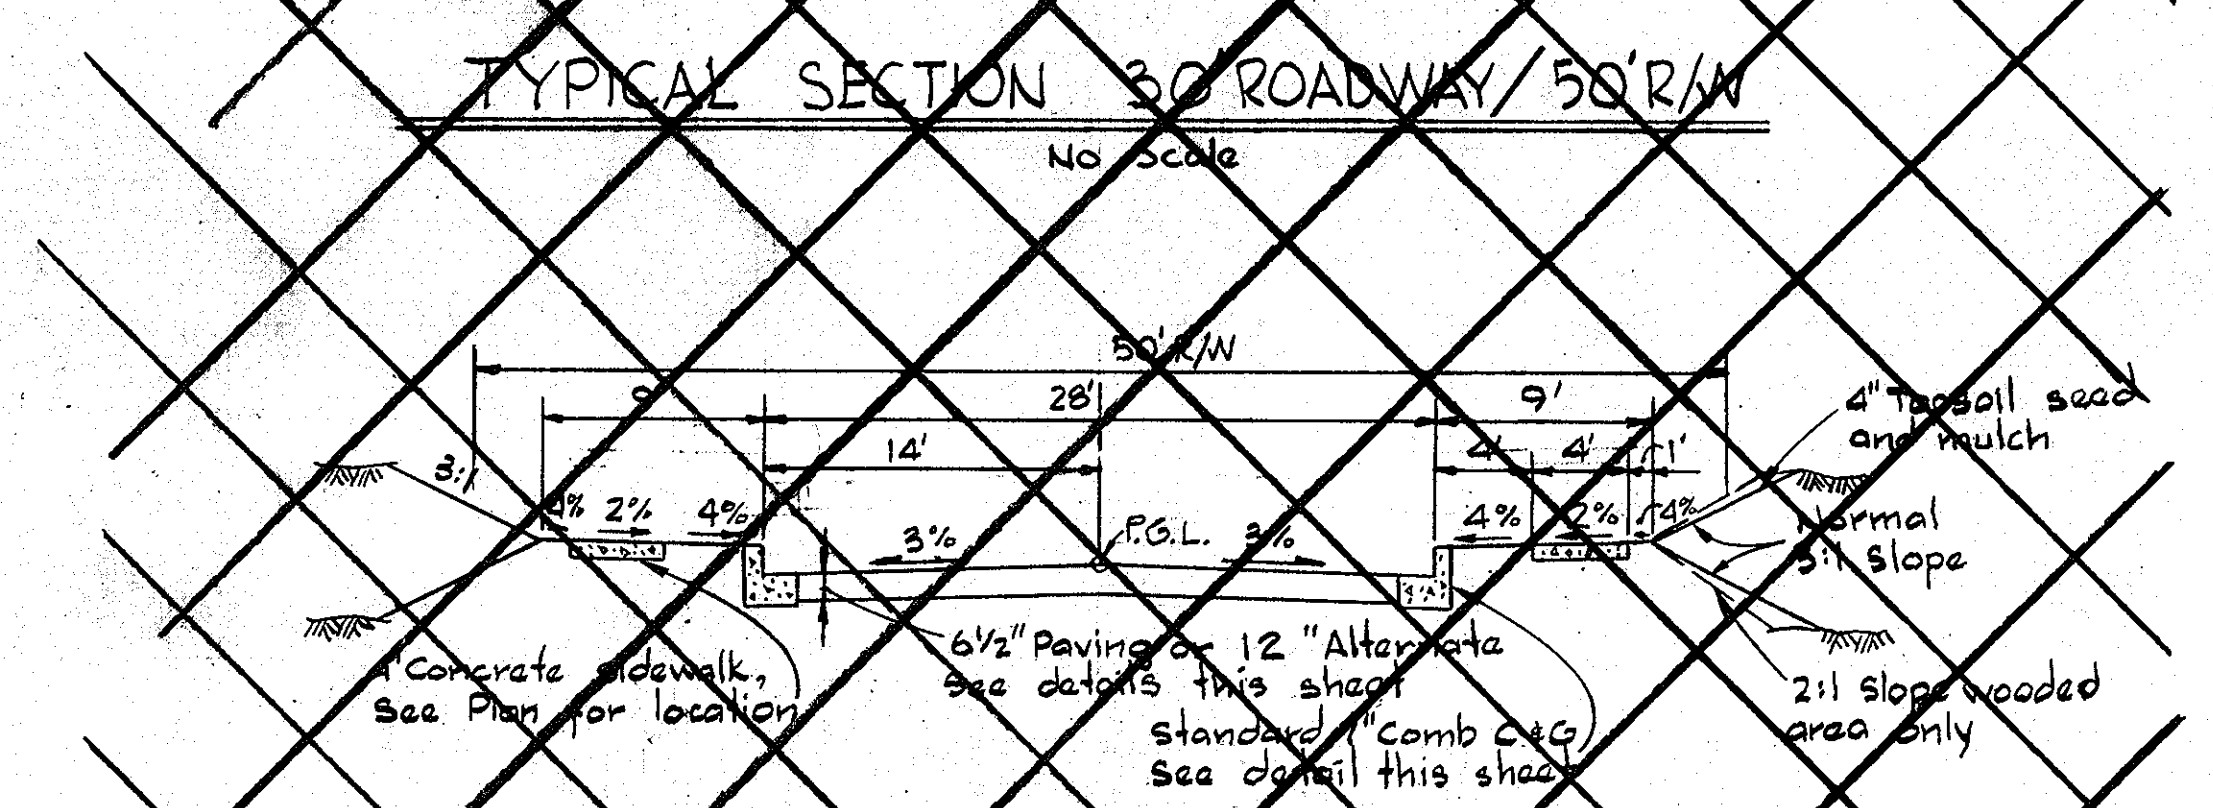 TYPICAL SECTION 30' ROADWAY/50' R/W
No Scale
50' R/W
9'
28'
9'
14'
4'
4'
1'
3:1
4%
2%
4%
3%
P.G.L.
3%
4%
2%
4%
4" Topsoil seed
and mulch
Normal
3:1 Slope
2:1 Slope wooded
area only
6½" Paving or 12" Alternate
See details this sheet
4' Concrete sidewalk,
See Plan for location
Standard "Comb C&G
See detail this sheet